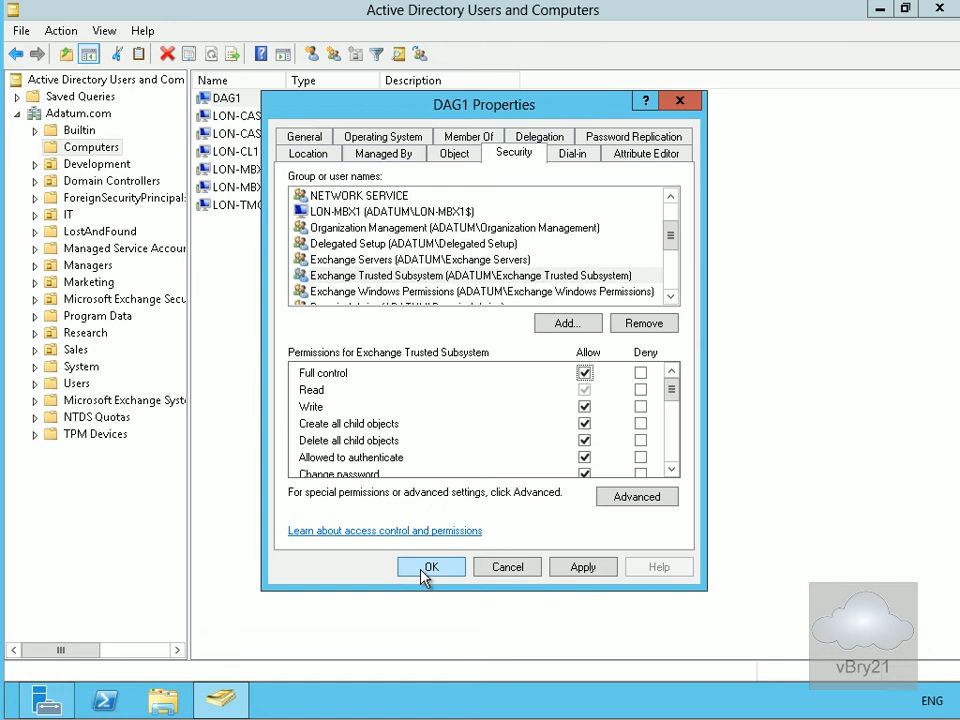 Active Directory Users and Computers
File Action View Help
Active Directory Users and Com
Saved Queries
Adatum.com
Builtin
Computers
Development
Domain Controllers
ForeignSecurityPrincipal:
IT
LostAndFound
Managed Service Accour
Managers
Marketing
Microsoft Exchange Secu
Program Data
Research
Sales
System
Users
Microsoft Exchange Syste
NTDS Quotas
TPM Devices
Name Type Description
DAG1
LON-CAS
LON-CAS
LON-CL1
LON-MBX
LON-MBX
LON-TMG
DAG1 Properties
General Operating System Member Of Delegation Password Replication
Location Managed By Object Security Dial-in Attribute Editor
Group or user names:
NETWORK SERVICE
LON-MBX1 (ADATUM\LON-MBX1$)
Organization Management (ADATUM\Organization Management)
Delegated Setup (ADATUM\Delegated Setup)
Exchange Servers (ADATUM\Exchange Servers)
Exchange Trusted Subsystem (ADATUM\Exchange Trusted Subsystem)
Exchange Windows Permissions (ADATUM\Exchange Windows Permissions)
Add... Remove
Permissions for Exchange Trusted Subsystem Allow Deny
Full control
Read
Write
Create all child objects
Delete all child objects
Allowed to authenticate
Change password
For special permissions or advanced settings, click Advanced.
Advanced
Learn about access control and permissions
OK Cancel Apply Help
vBry21
ENG